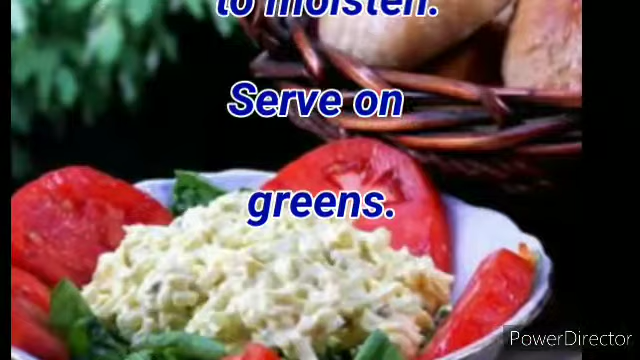 to moisten.
Serve on
greens.
PowerDirector